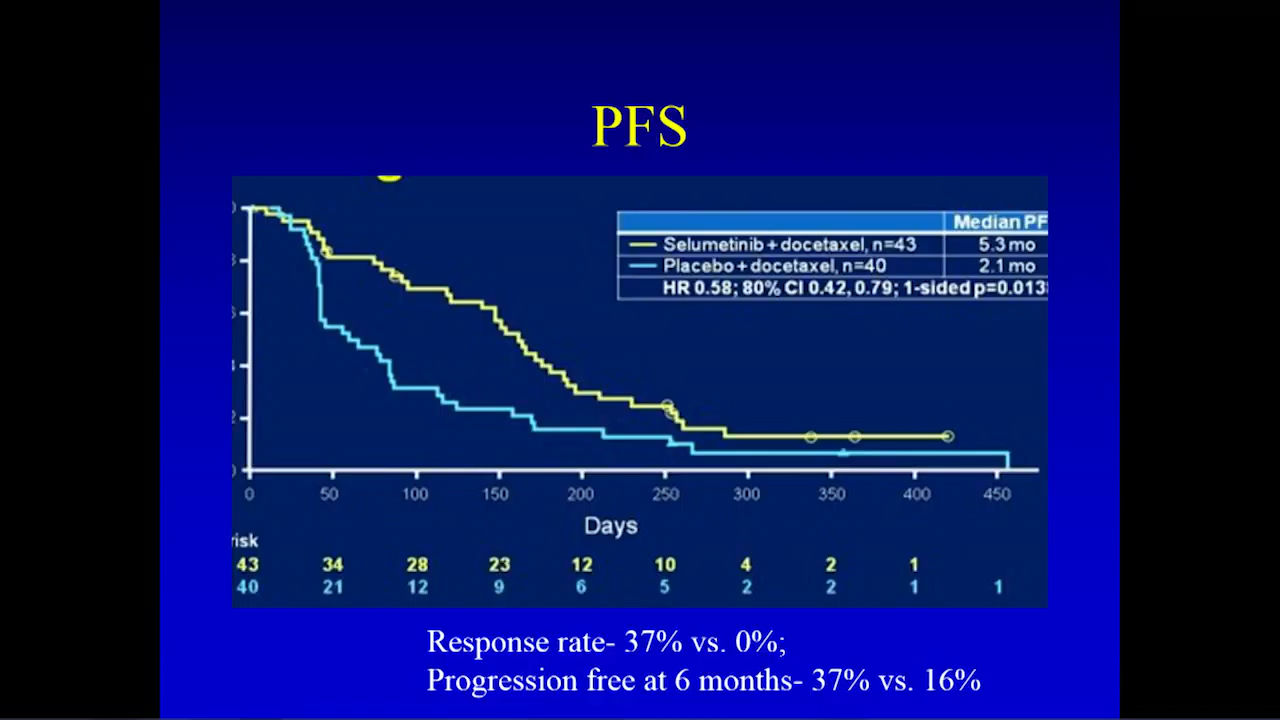 PFS
Median PF
Selumetinib + docetaxel, n=43 5.3 mo
Placebo + docetaxel, n=40 2.1 mo
HR 0.58; 80% CI 0.42, 0.79; 1-sided p=0.013
0 50 100 150 200 250 300 350 400 450
Days
risk
43 34 28 23 12 10 4 2 1
40 21 12 9 6 5 2 2 1 1
Response rate- 37% vs. 0%;
Progression free at 6 months- 37% vs. 16%